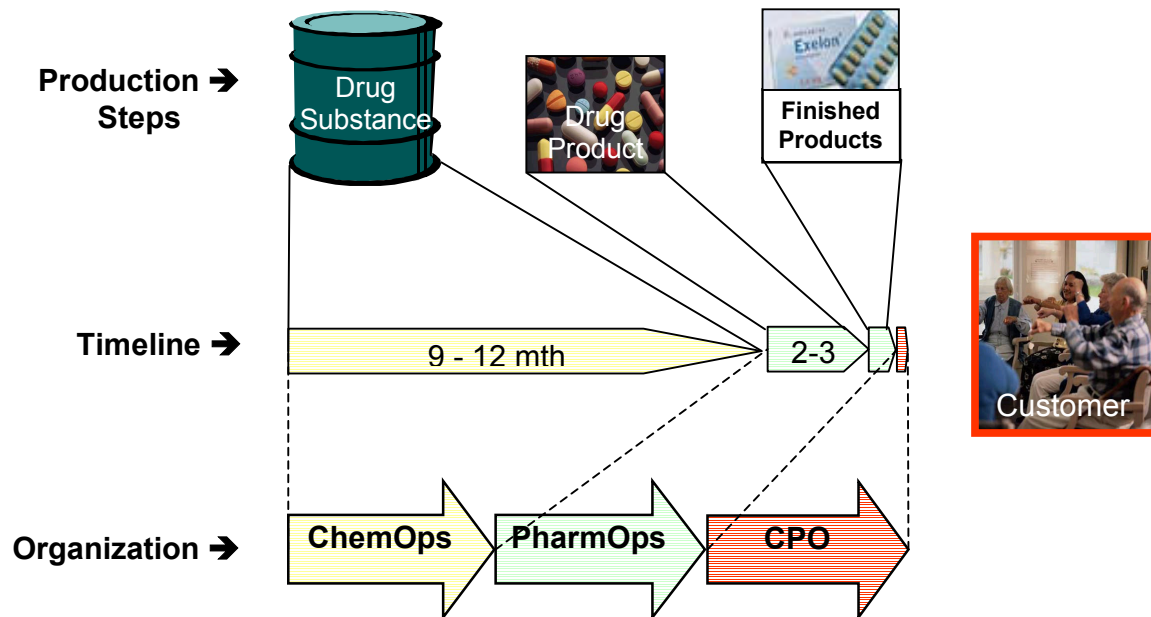 Production ➔
Steps
Drug
Substance
Drug
Product
Exelon
Finished
Products
Timeline ➔
9 - 12 mth
2-3
Customer
Organization ➔
ChemOps
PharmOps
CPO